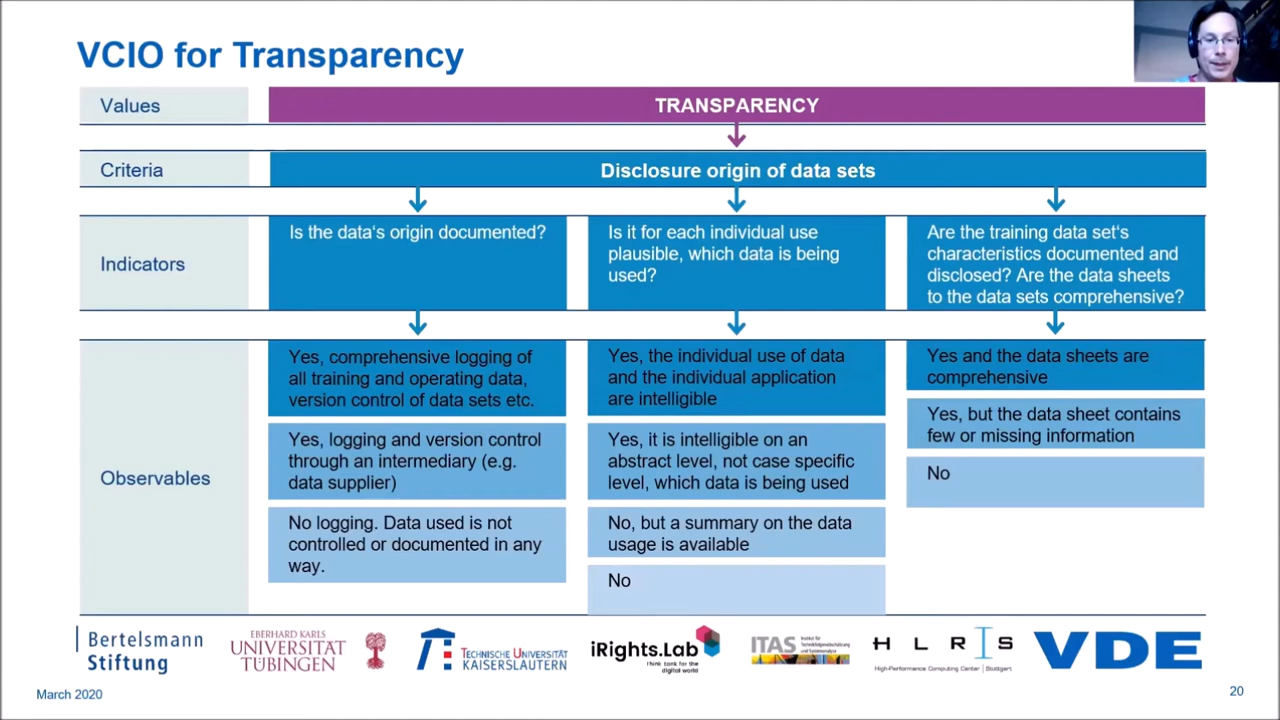 VCIO for Transparency
Values
TRANSPARENCY
Criteria
Disclosure origin of data sets
Indicators
Is the data's origin documented?
Is it for each individual use
plausible, which data is being
used?
Are the training data set's
characteristics documented and
disclosed? Are the data sheets
to the data sets comprehensive?
Observables
Yes, comprehensive logging of
all training and operating data,
version control of data sets etc.
Yes, logging and version control
through an intermediary (e.g.
data supplier)
No logging. Data used is not
controlled or documented in any
way.
Yes, the individual use of data
and the individual application
are intelligible
Yes, it is intelligible on an
abstract level, not case specific
level, which data is being used
No, but a summary on the data
usage is available
No
Yes and the data sheets are
comprehensive
Yes, but the data sheet contains
few or missing information
No
Bertelsmann
Stiftung
EBERHARD KARLS
UNIVERSITÄT
TÜBINGEN
TECHNISCHE UNIVERSITÄT
KAISERSLAUTERN
iRights.Lab
Think tank for the
digital world
ITAS
Institut für
HLRIS
High-Performance Computing Center | Stuttgart
VDE
March 2020
20